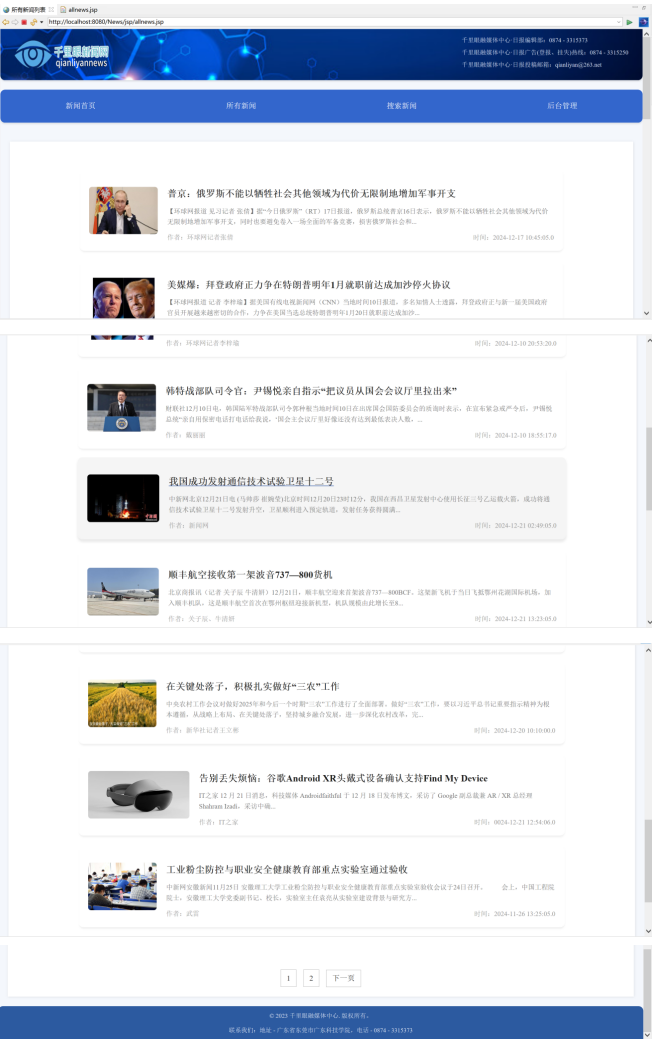 所有新闻列表
allnews.jsp
http://localhost:8080/News/jsp/allnews.jsp
千里眼新闻网
qianliyannews
千里眼融媒体中心·日报编辑部：0874 - 3315373
千里眼融媒体中心·日报广告(登报、挂失)热线：0874 - 3315250
千里眼融媒体中心·日报投稿邮箱：qianliyan@263.net
新闻首页
所有新闻
搜索新闻
后台管理
普京：俄罗斯不能以牺牲社会其他领域为代价无限制地增加军事开支
【环球网报道 见习记者 张倩】据“今日俄罗斯”（RT）17日报道，俄罗斯总统普京16日表示，俄罗斯不能以牺牲社会其他领域为代价
无限制地增加军事开支，同时也要避免卷入一场全面的军备竞赛，损害俄罗斯社会和...
作者：环球网记者张倩
时间：2024-12-17 10:45:05.0
美媒爆：拜登政府正力争在特朗普明年1月就职前达成加沙停火协议
【环球网报道 记者 李梓瑜】据美国有线电视新闻网（CNN）当地时间10日报道，多名知情人士透露，拜登政府正与新一届美国政府
官员开展越来越密切的合作，力争在美国当选总统特朗普明年1月20日就职前达成加沙...
作者：环球网记者李梓瑜
时间：2024-12-10 20:53:20.0
韩特战部队司令官：尹锡悦亲自指示“把议员从国会会议厅里拉出来”
财联社12月10日电，韩国陆军特战部队司令郭种根当地时间10日在出席国会国防委员会的质询时表示，在宣布紧急戒严令后，尹锡悦
总统“亲自用保密电话打电话给我说，‘国会主会议厅里好像还没有达到最低表决人数，...
作者：戴丽丽
时间：2024-12-10 18:55:17.0
我国成功发射通信技术试验卫星十二号
中新网北京12月21日电 (马帅莎 崔婉莹)北京时间12月20日23时12分，我国在西昌卫星发射中心使用长征三号乙运载火箭，成功将通
信技术试验卫星十二号发射升空，卫星顺利进入预定轨道，发射任务获得圆满...
作者：新闻网
时间：2024-12-21 02:49:05.0
顺丰航空接收第一架波音737—800货机
北京商报讯（记者 关子辰 牛清妍）12月21日，顺丰航空迎来首架波音737—800BCF。这架新飞机于当日飞抵鄂州花湖国际机场，加
入顺丰机队，这是顺丰航空首次在鄂州枢纽迎接新机型，机队规模由此增长至8...
作者：关子辰、牛清妍
时间：2024-12-21 13:23:05.0
在关键处落子，积极扎实做好“三农”工作
中央农村工作会议对做好2025年和今后一个时期“三农”工作进行了全面部署。做好“三农”工作，要以习近平总书记重要指示精神为根
本遵循，从战略上布局，在关键处落子，坚持城乡融合发展，进一步深化农村改革，完...
作者：新华社记者王立彬
时间：2024-12-20 10:10:00.0
告别丢失烦恼：谷歌Android XR头戴式设备确认支持Find My Device
IT之家 12 月 21 日消息，科技媒体 Androidfaithful 于 12 月 18 日发布博文，采访了 Google 副总裁兼 AR / XR 总经理
Shahram Izadi，采访中确...
作者：IT之家
时间：0024-12-21 12:54:06.0
工业粉尘防控与职业安全健康教育部重点实验室通过验收
中新网安徽新闻11月25日 安徽理工大学工业粉尘防控与职业安全健康教育部重点实验室验收会议于24日召开。 会上，中国工程院
院士，安徽理工大学党委副书记、校长，实验室主任袁亮从实验室建设背景与研究方...
作者：武雷
时间：2024-11-26 15:25:05.0
1
2
下一页
© 2023 千里眼融媒体中心. 版权所有。
联系我们：地址 - 广东省东莞市广东科技学院，电话 - 0874 - 3315373